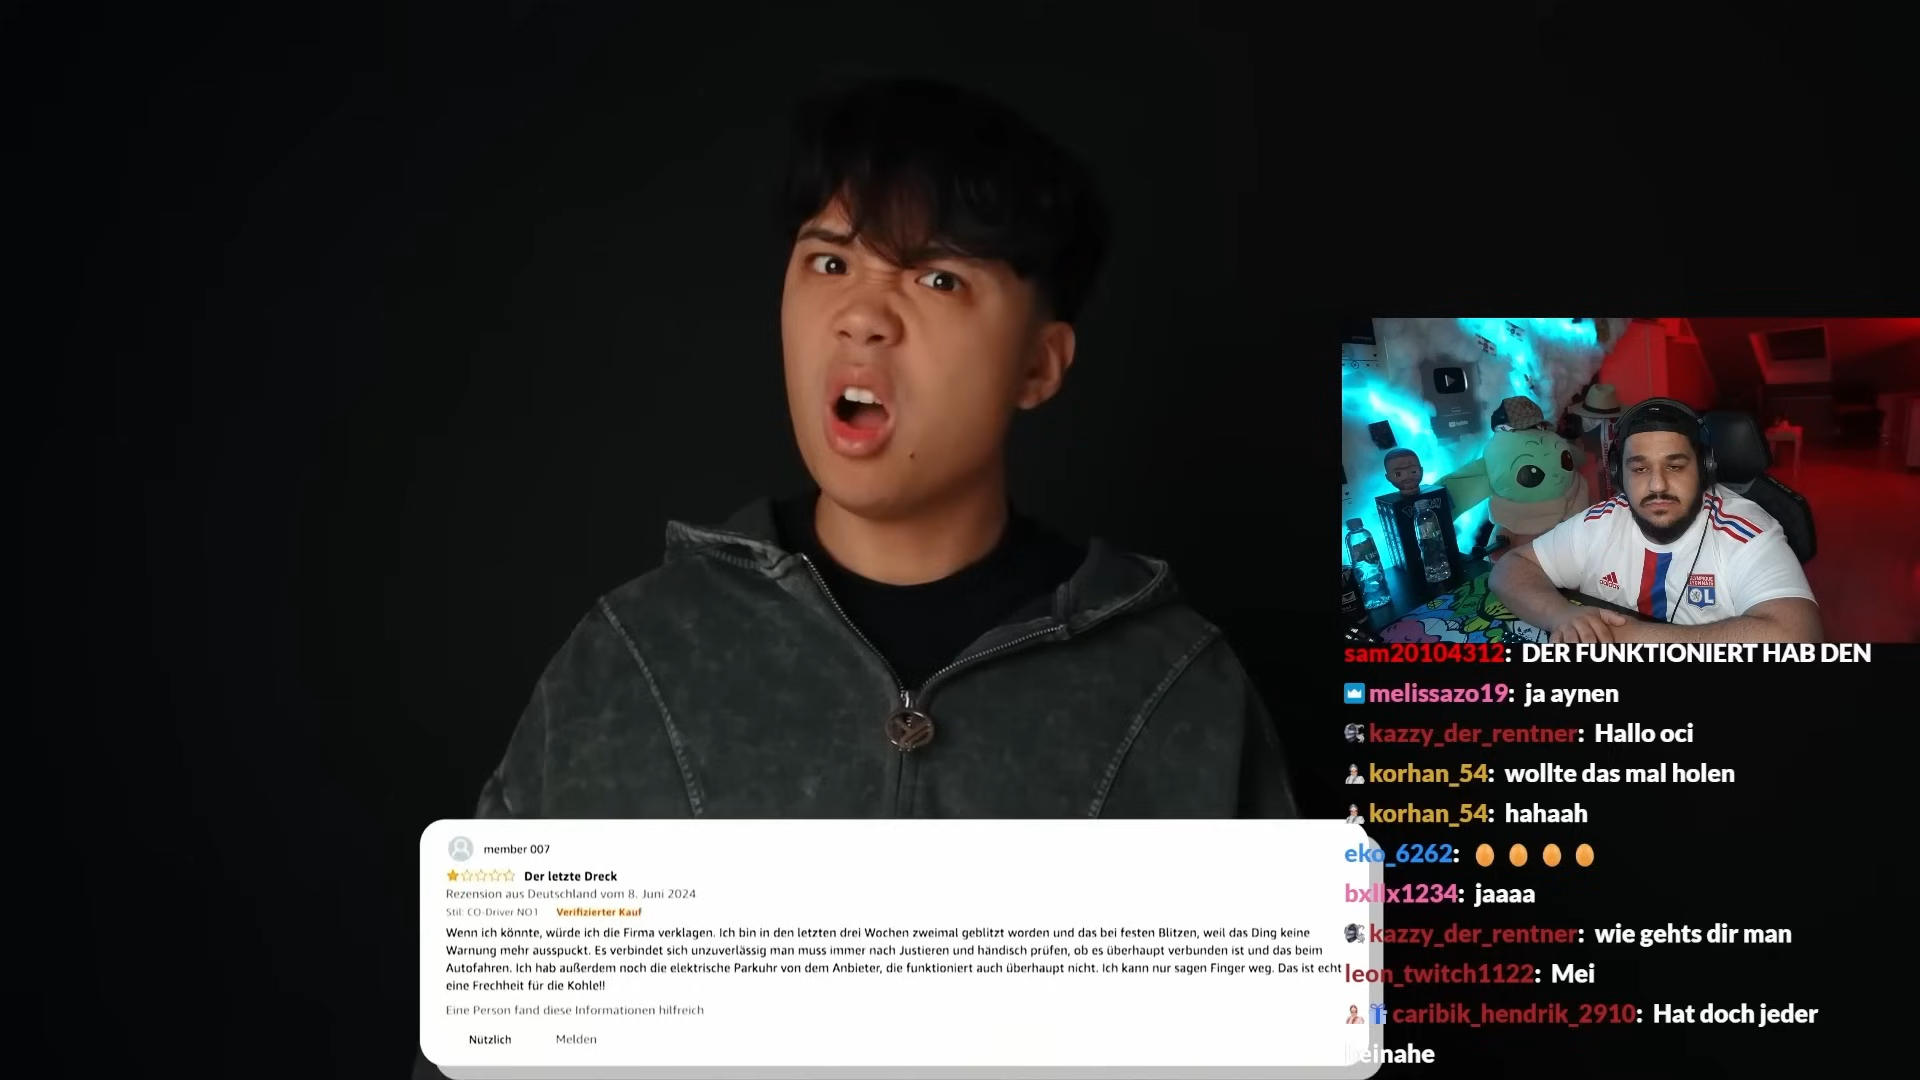 member 007
Der letzte Dreck
Rezension aus Deutschland vom 8. Juni 2024
Stil: CO-Driver NO1 Verifizierter Kauf
Wenn ich könnte, würde ich die Firma verklagen. Ich bin in den letzten drei Wochen zweimal geblitzt worden und das bei festen Blitzen, weil das Ding keine
Warnung mehr ausspuckt. Es verbindet sich unzuverlässig man muss immer nach Justieren und händisch prüfen, ob es überhaupt verbunden ist und das beim
Autofahren. Ich hab außerdem noch die elektrische Parkuhr von dem Anbieter, die funktioniert auch überhaupt nicht. Ich kann nur sagen Finger weg. Das ist echt
eine Frechheit für die Kohle!!
Eine Person fand diese Informationen hilfreich
Nützlich Melden
adidas
OLYMPIQUE
LYONNAIS
OL
sam20104312: DER FUNKTIONIERT HAB DEN
melissazo19: ja aynen
kazzy_der_rentner: Hallo oci
korhan_54: wollte das mal holen
korhan_54: hahaah
eko_6262:
bxllx1234: jaaaa
kazzy_der_rentner: wie gehts dir man
leon_twitch1122: Mei
caribik_hendrik_2910: Hat doch jeder
beinahe